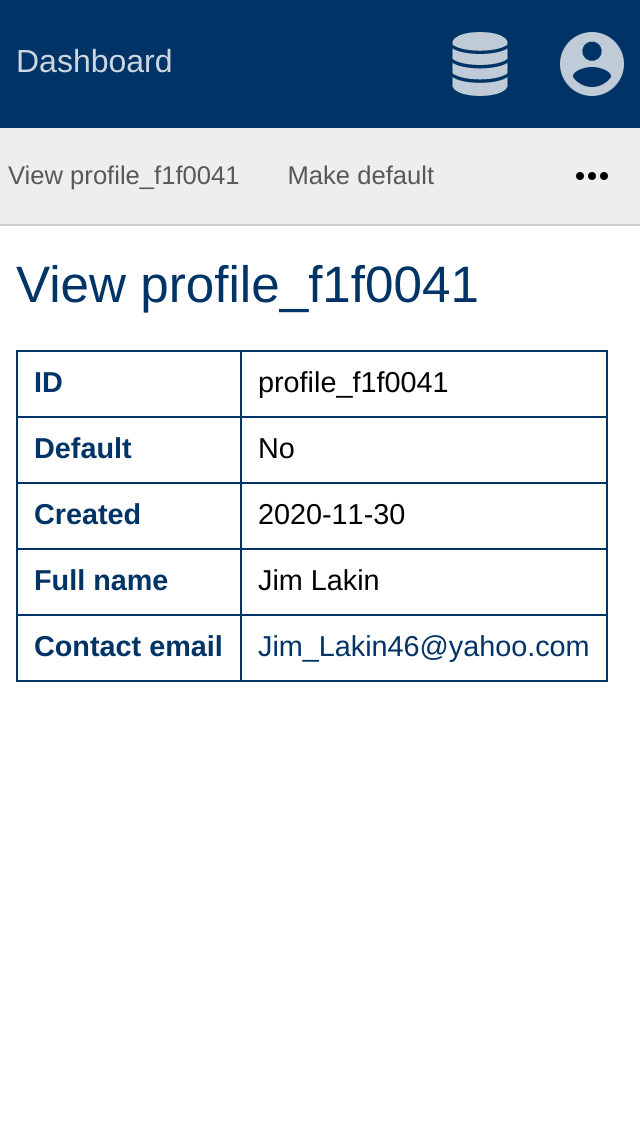 Dashboard
View profile_f1f0041 Make default
View profile_f1f0041
ID profile_f1f0041
Default No
Created 2020-11-30
Full name Jim Lakin
Contact email Jim_Lakin46@yahoo.com